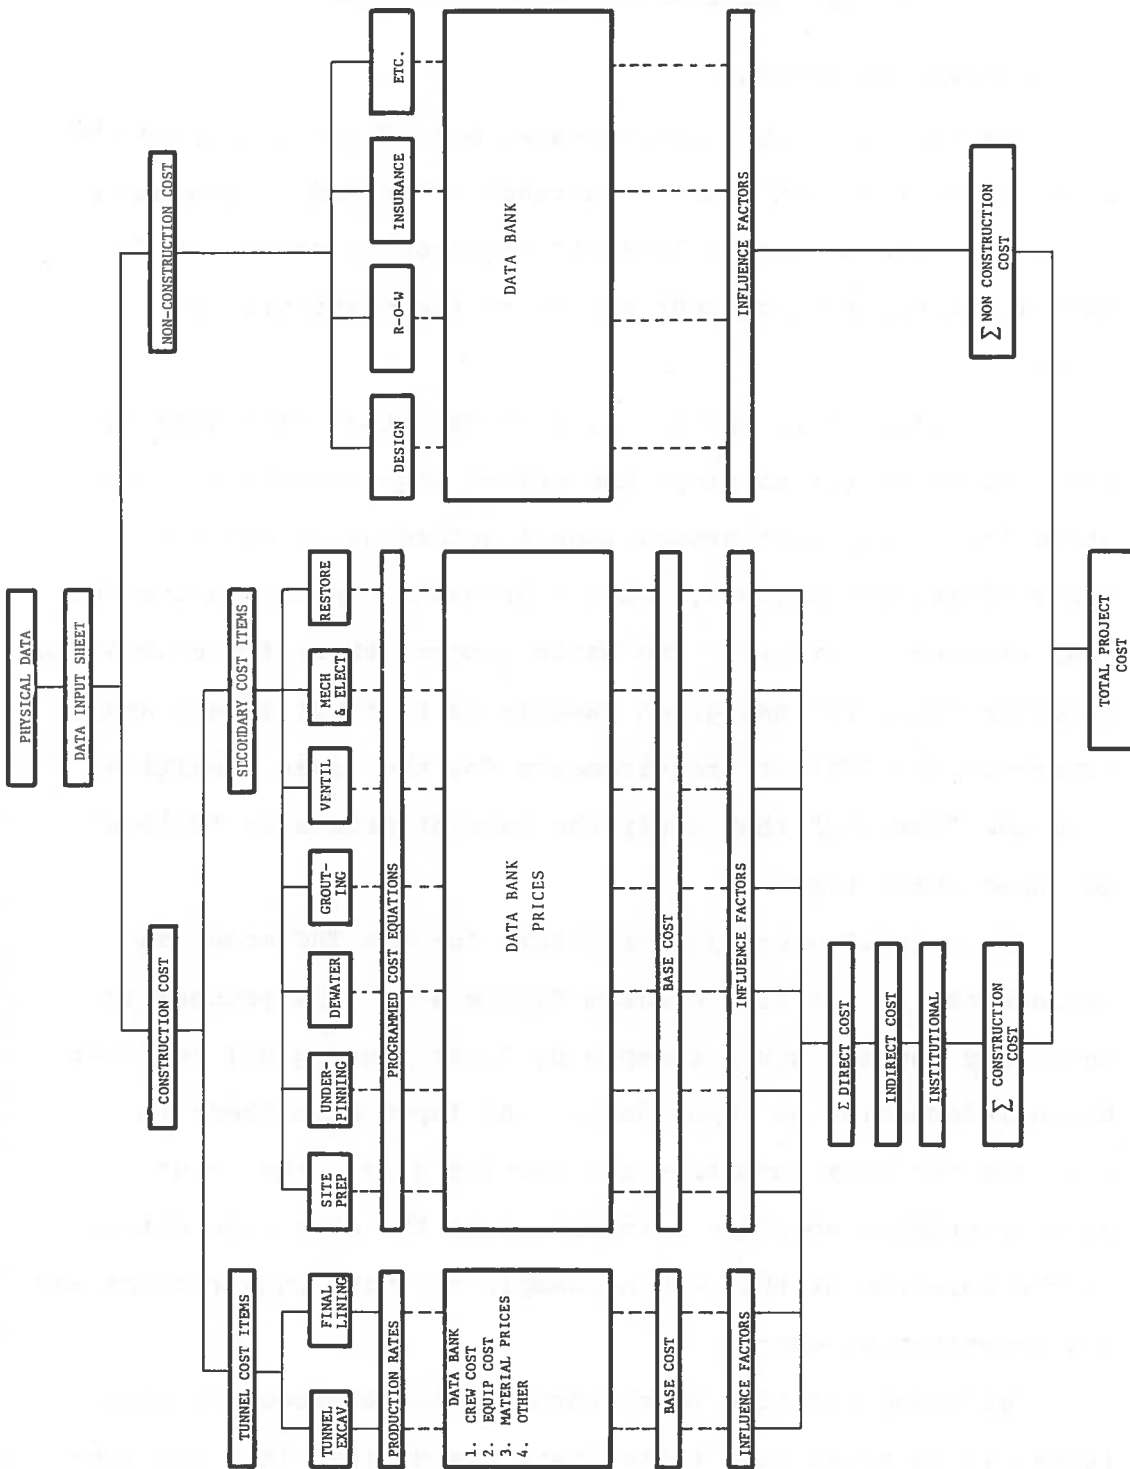 PHYSICAL DATA
DATA INPUT SHEET
CONSTRUCTION COST
NON-CONSTRUCTION COST
TUNNEL COST ITEMS
SECONDARY COST ITEMS
TUNNEL
EXCAV.
FINAL
LINING
SITE
PREP
UNDER-
PINNING
DEWATER
GROUT-
ING
VFNTIL
MECH
& ELECT
RESTORE
DESIGN
R-O-W
INSURANCE
ETC.
PRODUCTION RATES
PROGRAMMED COST EQUATIONS
DATA BANK
1. CREW COST
2. EQUIP COST
3. MATERIAL PRICES
4. OTHER
DATA BANK
PRICES
DATA BANK
BASE COST
BASE COST
INFLUENCE FACTORS
INFLUENCE FACTORS
INFLUENCE FACTORS
Σ DIRECT COST
INDIRECT COST
INSTITUTIONAL
Σ CONSTRUCTION
COST
Σ NON CONSTRUCTION
COST
TOTAL PROJECT
COST